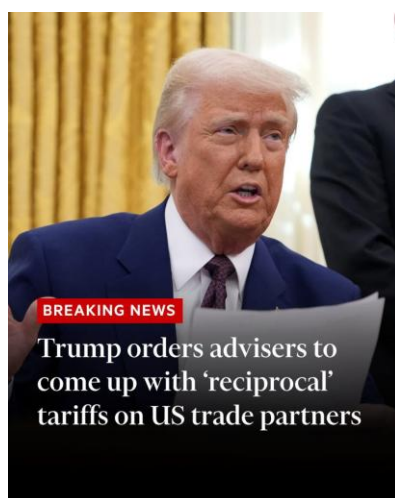 BREAKING NEWS
Trump orders advisers to
come up with ‘reciprocal’
tariffs on US trade partners